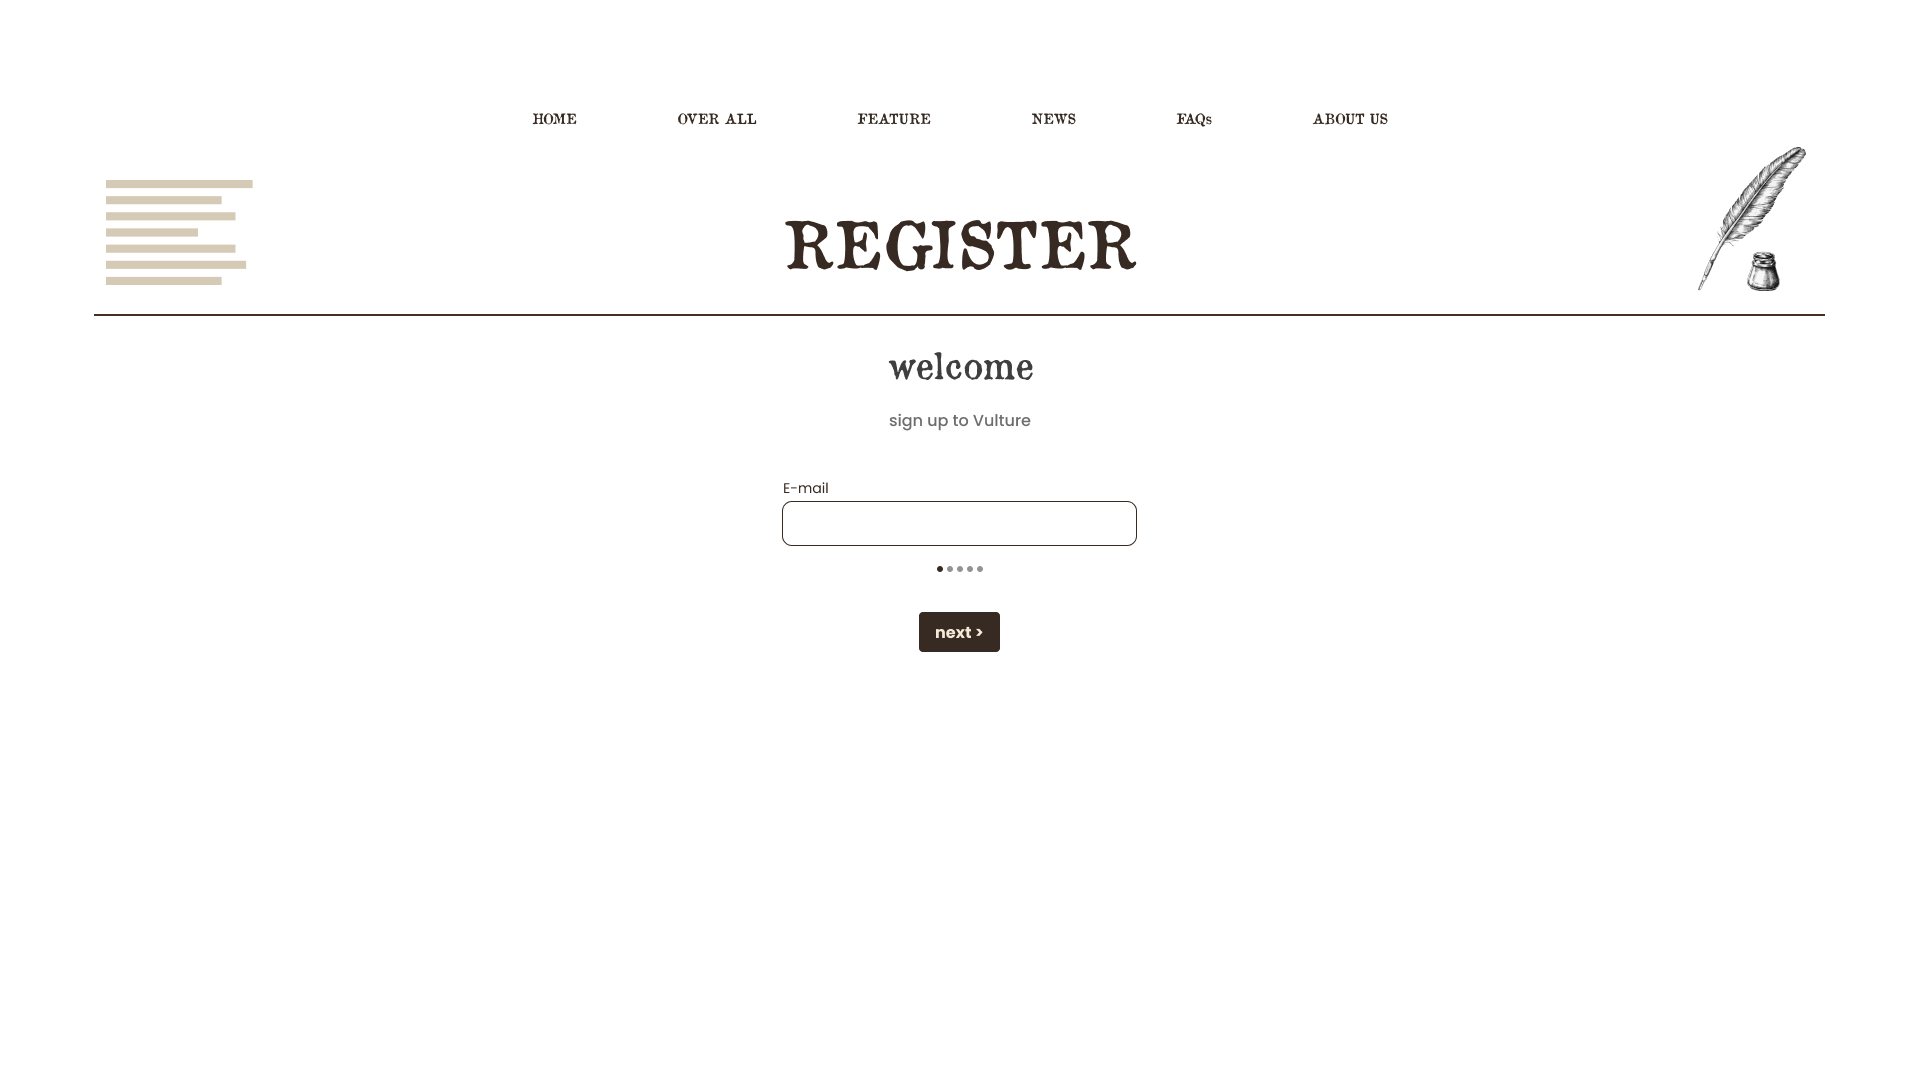 HOME OVER ALL FEATURE NEWS FAQs ABOUT US
REGISTER
welcome
sign up to Vulture
E-mail
next >